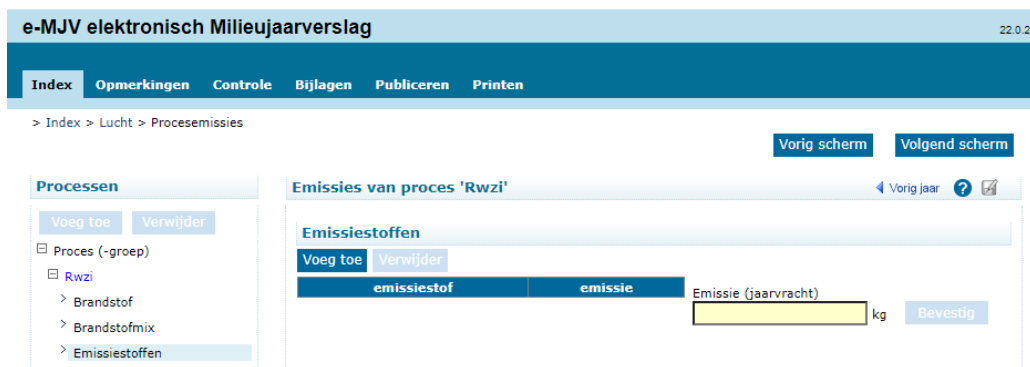 e-MJV elektronisch Milieujaarverslag
22.0.2
Index Opmerkingen Controle Bijlagen Publiceren Printen
> Index > Lucht > Procesemissies
Vorig scherm Volgend scherm
Processen
Voeg toe Verwijder
Proces (-groep)
Rwzi
Brandstof
Brandstofmix
Emissiestoffen
Emissies van proces 'Rwzi'
Vorig jaar ?
Emissiestoffen
Voeg toe Verwijder
emissiestof emissie
Emissie (jaarvracht)
kg Bevestig